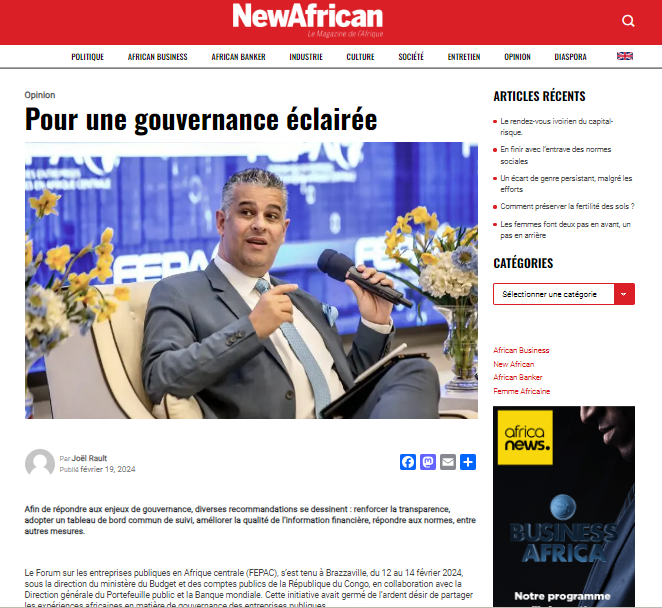 NewAfrican
Le Magazine de l'Afrique
POLITIQUE AFRICAN BUSINESS AFRICAN BANKER INDUSTRIE CULTURE SOCIÉTÉ ENTRETIEN OPINION DIASPORA
Opinion
Pour une gouvernance éclairée
FEPAC
FEPAC
Par Joël Rault
Publié février 19, 2024
Afin de répondre aux enjeux de gouvernance, diverses recommandations se dessinent : renforcer la transparence,
adopter un tableau de bord commun de suivi, améliorer la qualité de l'information financière, répondre aux normes, entre
autres mesures.
Le Forum sur les entreprises publiques en Afrique centrale (FEPAC), s'est tenu à Brazzaville, du 12 au 14 février 2024,
sous la direction du ministère du Budget et des comptes publics de la République du Congo, en collaboration avec la
Direction générale du Portefeuille public et la Banque mondiale. Cette initiative avait germé de l'ardent désir de partager
les expériences africaines en matière de gouvernance des entreprises publiques
ARTICLES RÉCENTS
Le rendez-vous ivoirien du capital-
risque.
En finir avec l'entrave des normes
sociales
Un écart de genre persistant, malgré les
efforts
Comment préserver la fertilité des sols ?
Les femmes font deux pas en avant, un
pas en arrière
CATÉGORIES
Sélectionner une catégorie
African Business
New African
African Banker
Femme Africaine
africa
news.
BUSINESS
AFRICA
Notre programme